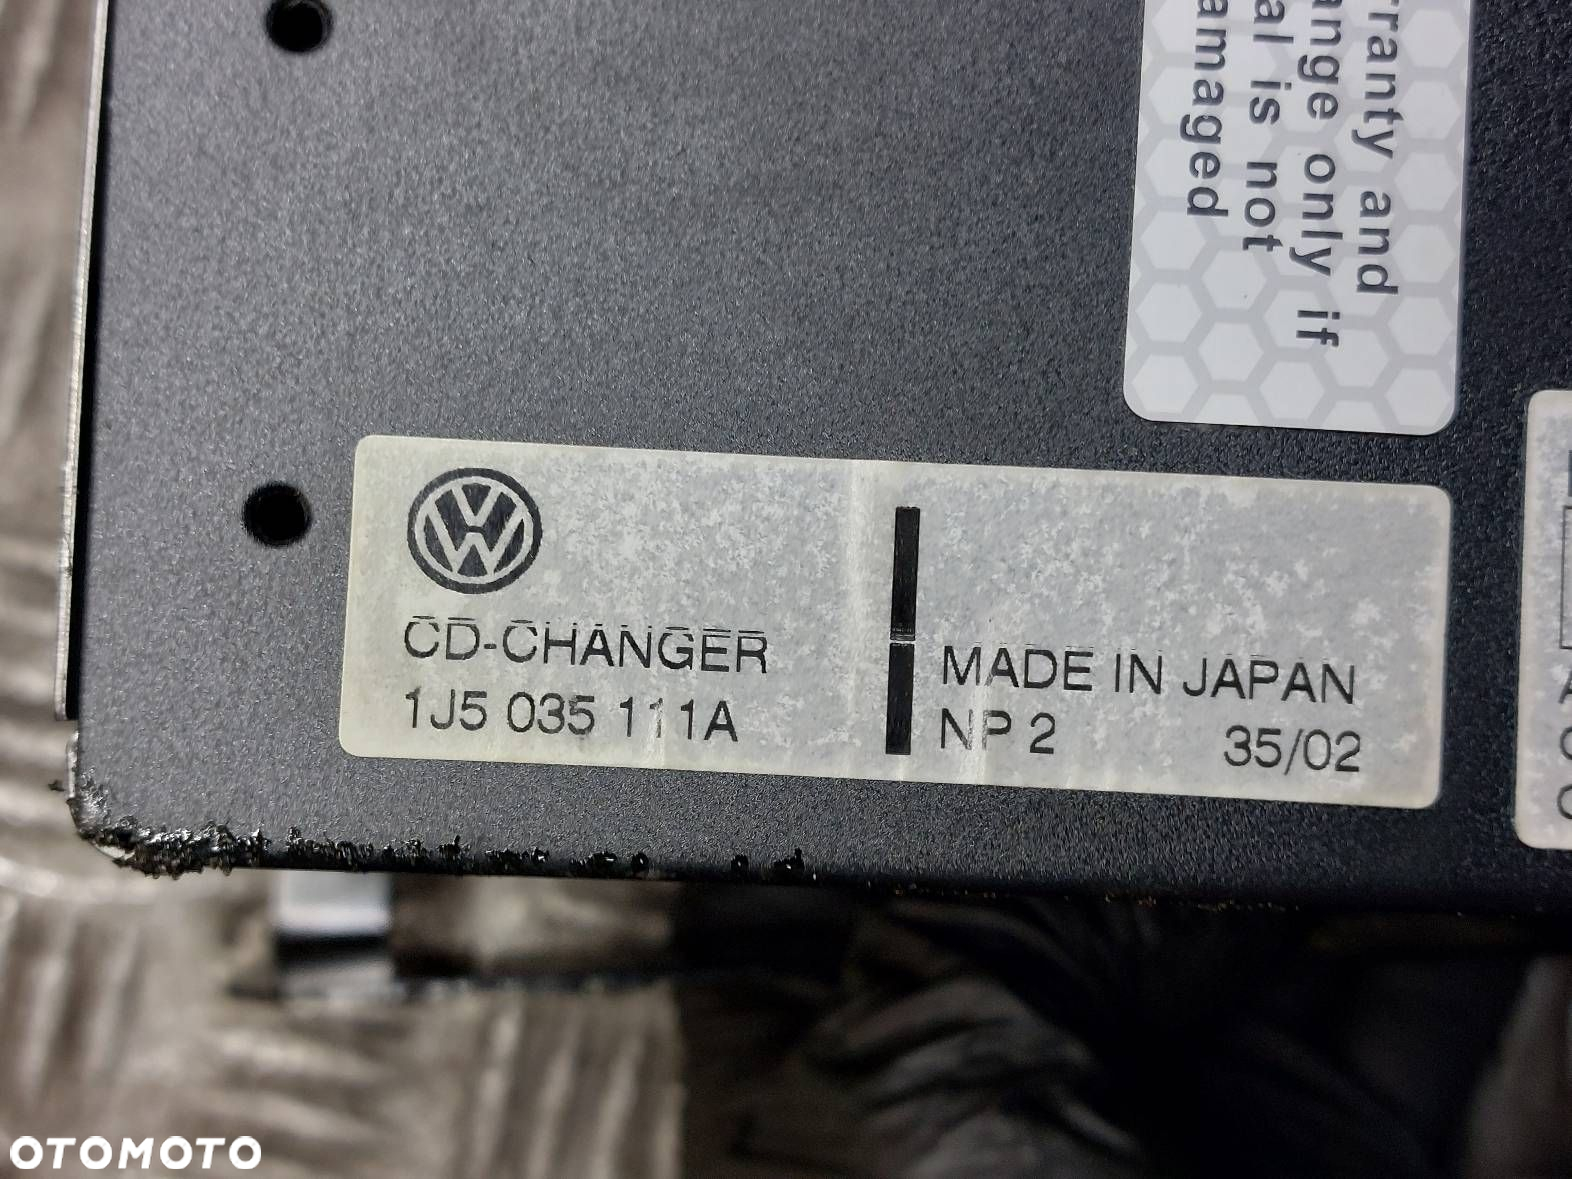 rranty and
ange only if
al is not
amaged
CD-CHANGER
1J5 035 111A
MADE IN JAPAN
NP 2 35/02
OTOMOTO